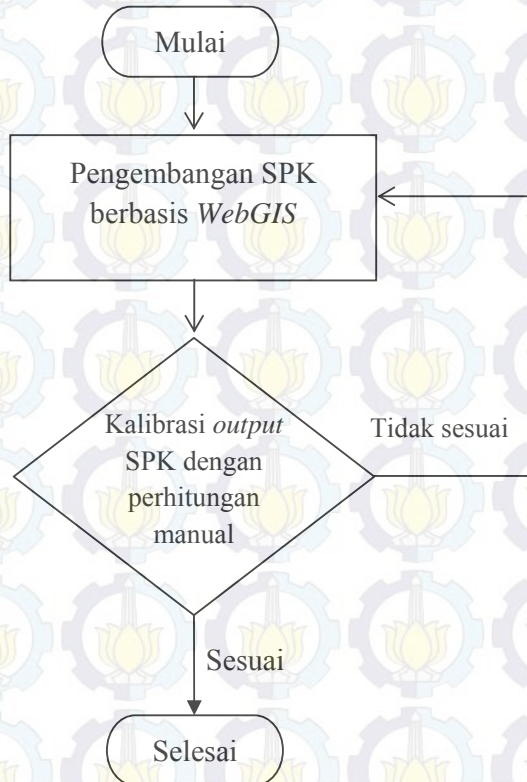 Mulai
Pengembangan SPK
berbasis WebGIS
Kalibrasi output
SPK dengan
perhitungan
manual
Tidak sesuai
Sesuai
Selesai